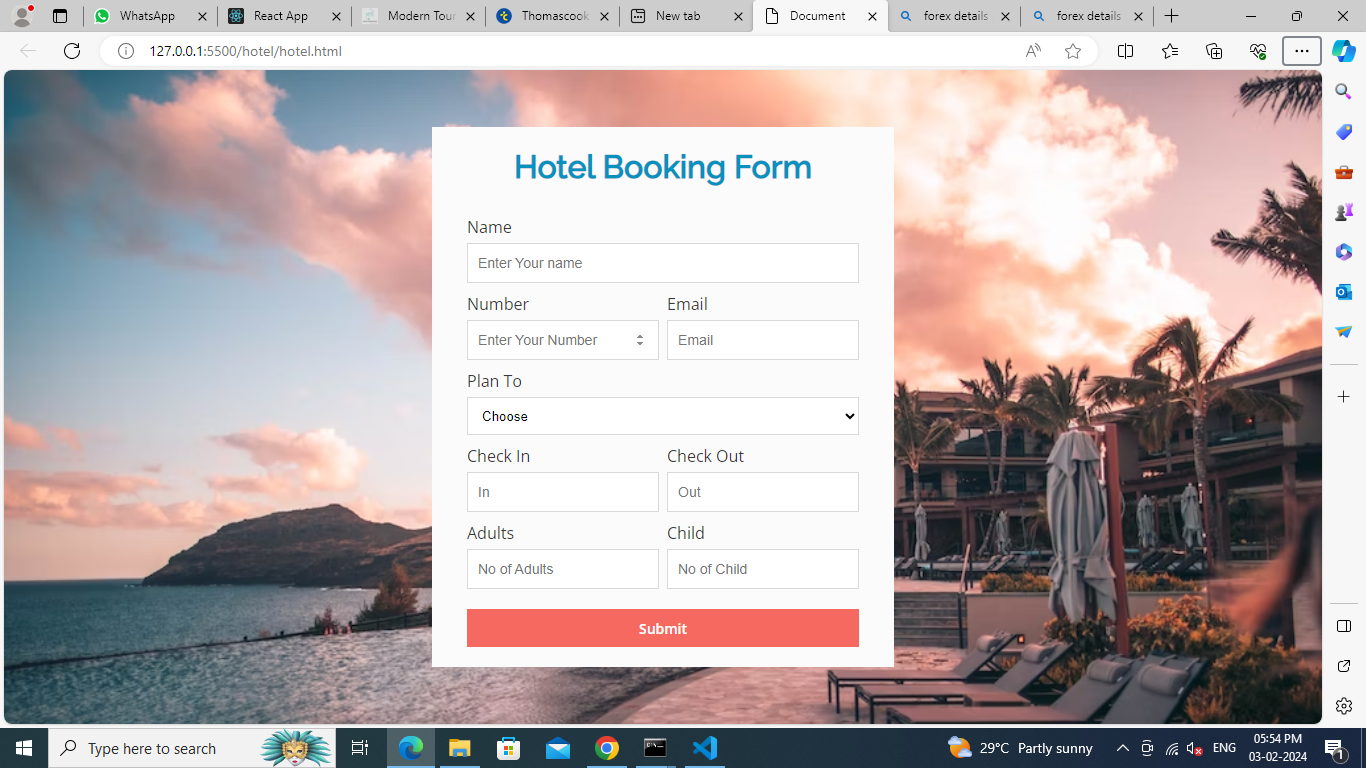 WhatsApp
React App
Modern Tour
Thomascook
New tab
Document
forex details
forex details
127.0.0.1:5500/hotel/hotel.html
Hotel Booking Form
Name
Enter Your name
Number Email
Enter Your Number Email
Plan To
Choose
Check In Check Out
In Out
Adults Child
No of Adults No of Child
Submit
Type here to search
29°C Partly sunny
ENG
05:54 PM
03-02-2024
1